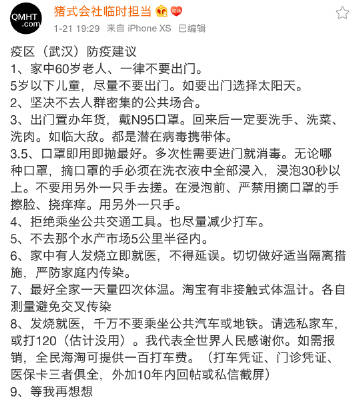 QMHT
.com
猪式会社临时担当
1-21 19:29 来自 iPhone XS 已编辑
疫区（武汉）防疫建议
1、家中60岁老人、一律不要出门。
5岁以下儿童，尽量不要出门。如要出门选择太阳天。
2、坚决不去人群密集的公共场合。
3、出门置办年货，戴N95口罩。回来后一定要洗手、洗菜、
洗肉。如临大敌。都是潜在病毒携带体。
3.5、口罩即用即抛最好。多次性需要进门就消毒。无论哪
种口罩，摘口罩的手必须在洗衣液中全部浸入，浸泡30秒以
上。不要用另外一只手去搓。在浸泡前、严禁用摘口罩的手
擦脸、挠痒痒。用另外一只手。
4、拒绝乘坐公共交通工具。也尽量减少打车。
5、不去那个水产市场5公里半径内。
6、家中有人发烧立即就医，不得延误。切切做好适当隔离措
施，严防家庭内传染。
7、最好全家一天量四次体温。淘宝有非接触式体温计。各自
测量避免交叉传染
8、发烧就医，千万不要乘坐公共汽车或地铁。请选私家车，
或打120（估计没用）。我代表全世界人民感谢你。如需报
销，全民海淘可提供一百打车费。（打车凭证、门诊凭证、
医保卡三者俱全，外加10年内回帖或私信截屏）
9、等我再想想